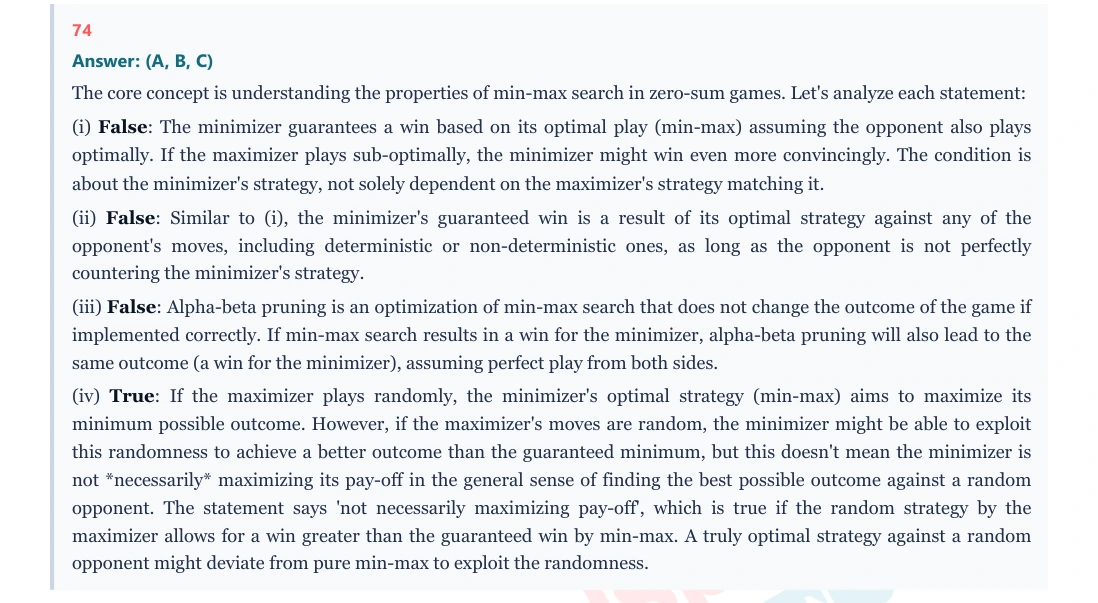 74
Answer: (A, B, C)
The core concept is understanding the properties of min-max search in zero-sum games. Let's analyze each statement:
(i) False: The minimizer guarantees a win based on its optimal play (min-max) assuming the opponent also plays
optimally. If the maximizer plays sub-optimally, the minimizer might win even more convincingly. The condition is
about the minimizer's strategy, not solely dependent on the maximizer's strategy matching it.
(ii) False: Similar to (i), the minimizer's guaranteed win is a result of its optimal strategy against any of the
opponent's moves, including deterministic or non-deterministic ones, as long as the opponent is not perfectly
countering the minimizer's strategy.
(iii) False: Alpha-beta pruning is an optimization of min-max search that does not change the outcome of the game if
implemented correctly. If min-max search results in a win for the minimizer, alpha-beta pruning will also lead to the
same outcome (a win for the minimizer), assuming perfect play from both sides.
(iv) True: If the maximizer plays randomly, the minimizer's optimal strategy (min-max) aims to maximize its
minimum possible outcome. However, if the maximizer's moves are random, the minimizer might be able to exploit
this randomness to achieve a better outcome than the guaranteed minimum, but this doesn't mean the minimizer is
not *necessarily* maximizing its pay-off in the general sense of finding the best possible outcome against a random
opponent. The statement says 'not necessarily maximizing pay-off', which is true if the random strategy by the
maximizer allows for a win greater than the guaranteed win by min-max. A truly optimal strategy against a random
opponent might deviate from pure min-max to exploit the randomness.